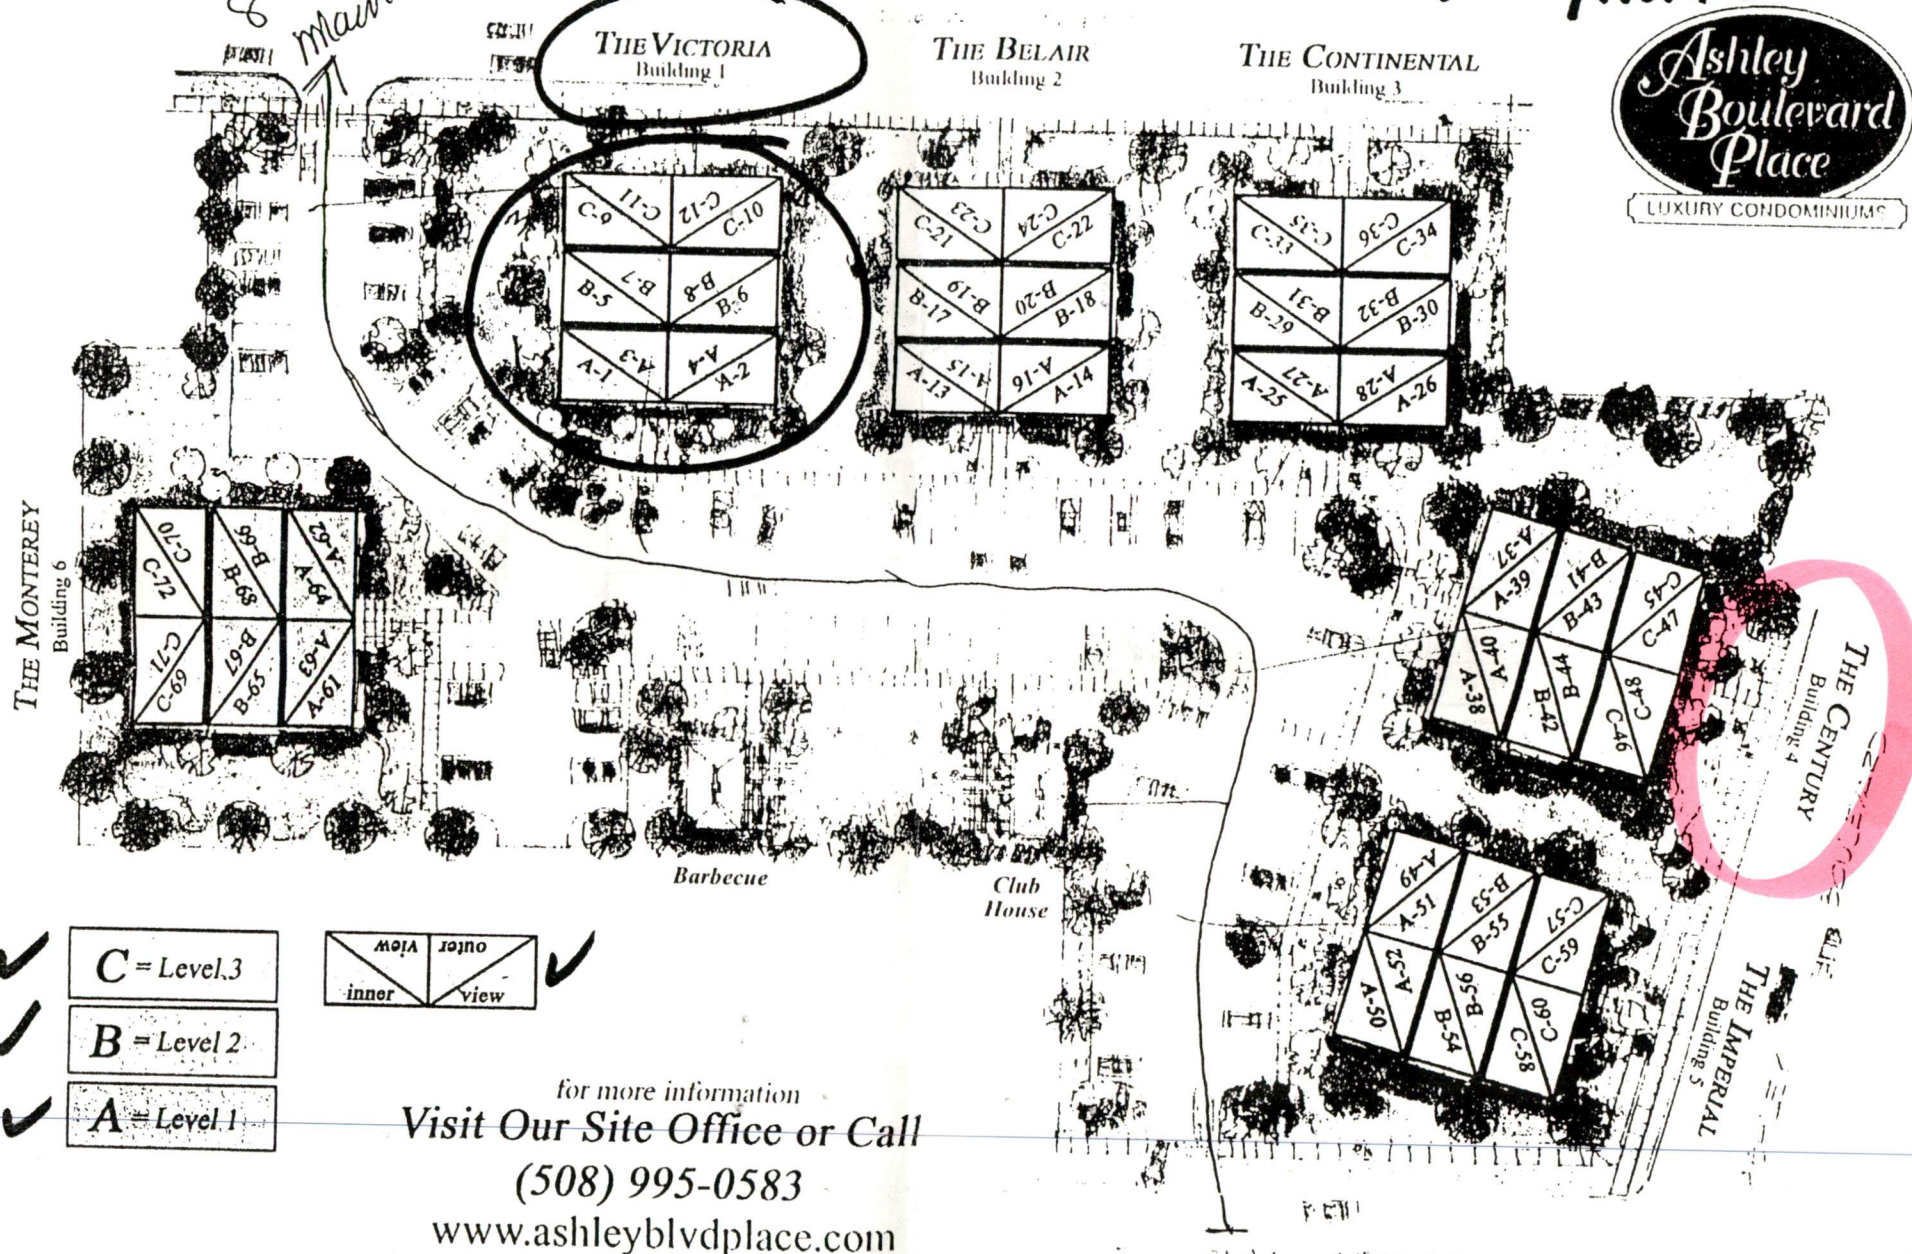 Main
THE VICTORIA
Building 1
THE BELAIR
Building 2
THE CONTINENTAL
Building 3
Ashley
Boulevard
Place
LUXURY CONDOMINIUMS
C-9 C-11 C-12 C-10
B-5 B-7 B-8 B-6
A-1 A-3 A-4 A-2
C-21 C-23 C-24 C-22
B-17 B-19 B-20 B-18
A-13 A-15 A-16 A-14
C-33 C-35 C-36 C-34
B-29 B-31 B-32 B-30
A-25 A-27 A-28 A-26
THE MONTEREY
Building 6
C-70 C-72 B-66 B-68 A-62 A-64
C-71 C-69 B-67 B-65 A-63 A-61
A-37 A-39 B-41 B-43 C-45 C-47
A-40 A-38 B-44 B-42 C-48 C-46
THE CENTURY
Building 4
A-49 A-51 B-53 B-55 C-57 C-59
A-52 A-50 B-56 B-54 C-60 C-58
THE IMPERIAL
Building 5
Barbecue
Club
House
C = Level 3
B = Level 2
A = Level 1
inner view
outer view
for more information
Visit Our Site Office or Call
(508) 995-0583
www.ashleyblvdplace.com